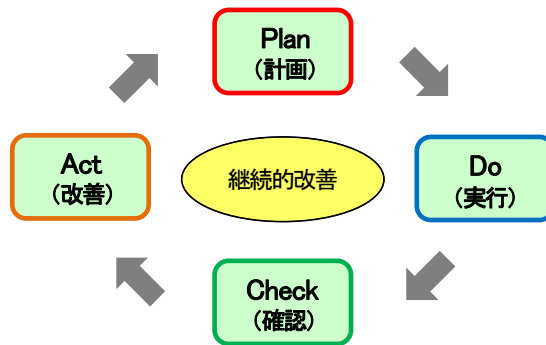 Plan
（計画）
Act
（改善）
継続的改善
Do
（実行）
Check
（確認）